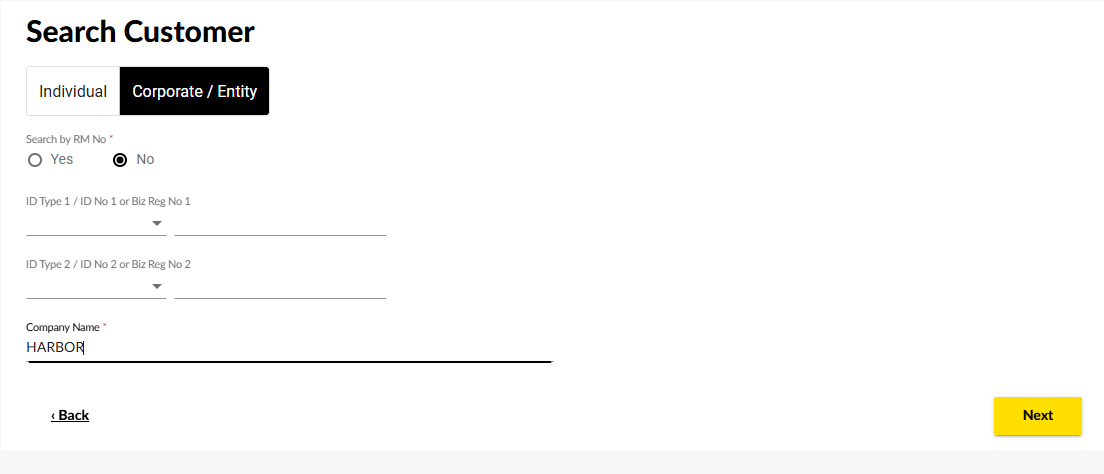 Search Customer
Individual Corporate / Entity
Search by RM No *
Yes No
ID Type 1 / ID No 1 or Biz Reg No 1
ID Type 2 / ID No 2 or Biz Reg No 2
Company Name *
HARBOR
‹ Back Next